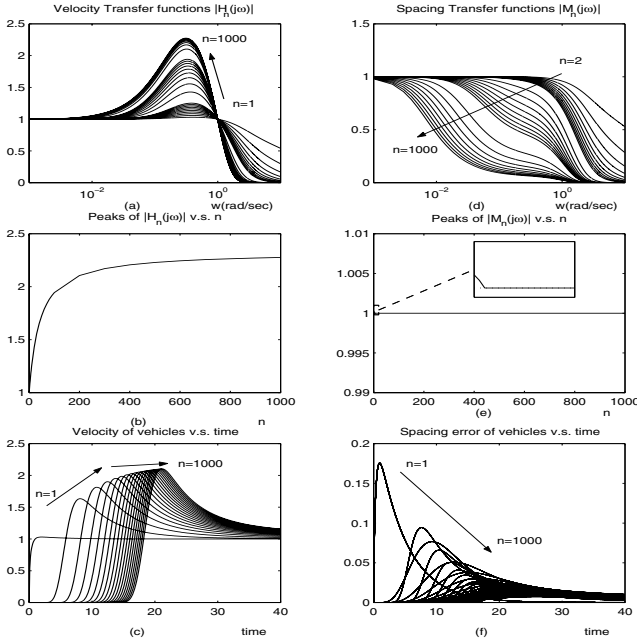 Velocity Transfer functions |H_n(jω)|
2.5
2
1.5
1
0.5
0
n=1000
n=1
10^−2
10^0
(a)
w(rad/sec)
Spacing Transfer functions |M_n(jω)|
1.5
1
0.5
0
n=2
n=1000
10^−2
10^0
(d)
w(rad/sec)
Peaks of |H_n(jω)| v.s. n
2.5
2
1.5
1
0
200
400
600
800
1000
(b)
n
Peaks of |M_n(jω)| v.s. n
1.01
1.005
1
0.995
0.99
0
200
400
600
800
1000
(e)
n
Velocity of vehicles v.s. time
2.5
2
1.5
1
0.5
0
n=1
n=1000
0
10
20
30
40
(c)
time
Spacing error of vehicles v.s. time
0.2
0.15
0.1
0.05
0
n=1
n=1000
0
10
20
30
40
(f)
time